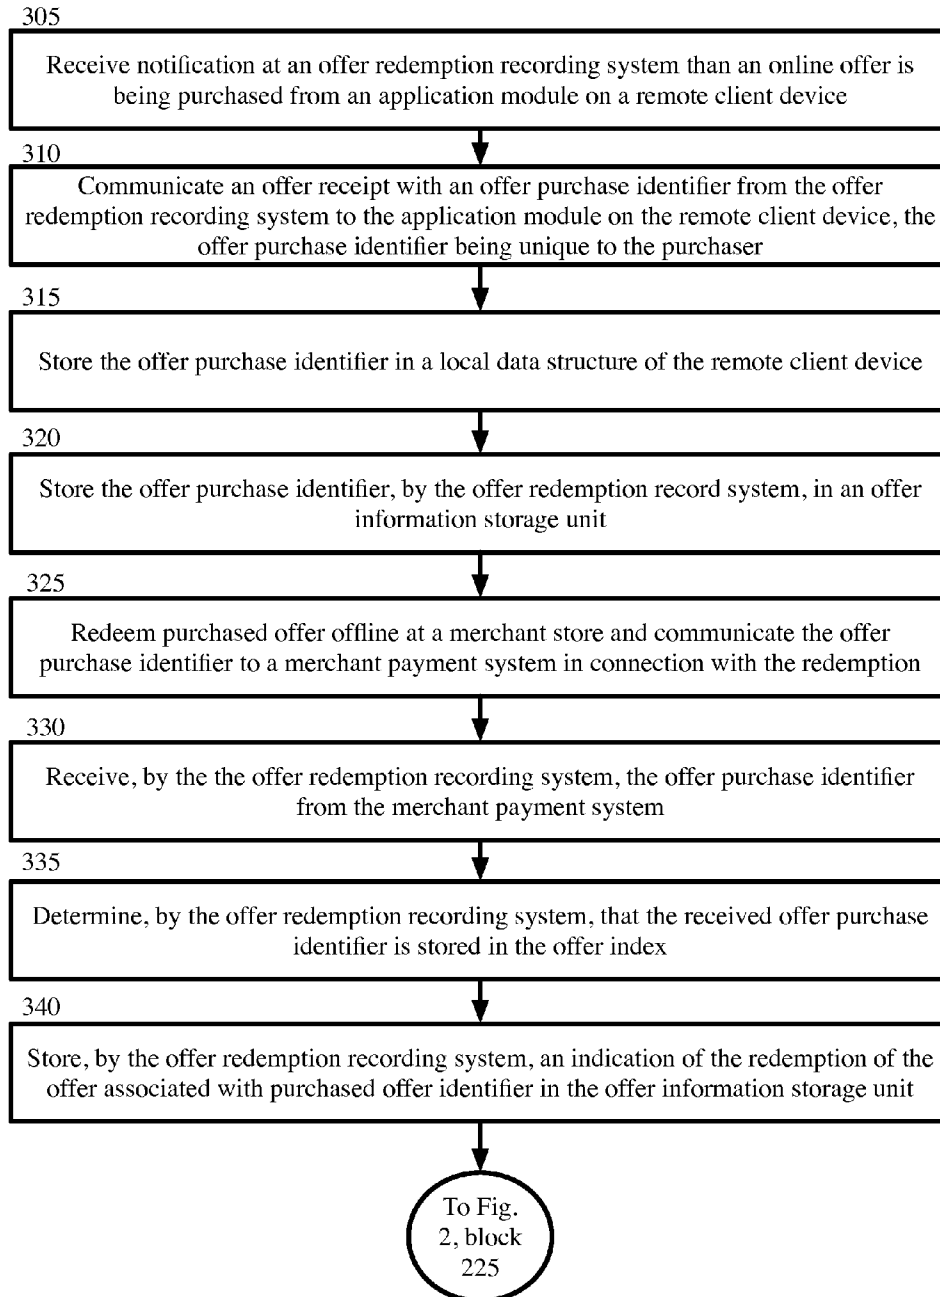 305
Receive notification at an offer redemption recording system than an online offer is
being purchased from an application module on a remote client device
310
Communicate an offer receipt with an offer purchase identifier from the offer
redemption recording system to the application module on the remote client device, the
offer purchase identifier being unique to the purchaser
315
Store the offer purchase identifier in a local data structure of the remote client device
320
Store the offer purchase identifier, by the offer redemption record system, in an offer
information storage unit
325
Redeem purchased offer offline at a merchant store and communicate the offer
purchase identifier to a merchant payment system in connection with the redemption
330
Receive, by the the offer redemption recording system, the offer purchase identifier
from the merchant payment system
335
Determine, by the offer redemption recording system, that the received offer purchase
identifier is stored in the offer index
340
Store, by the offer redemption recording system, an indication of the redemption of the
offer associated with purchased offer identifier in the offer information storage unit
To Fig.
2, block
225